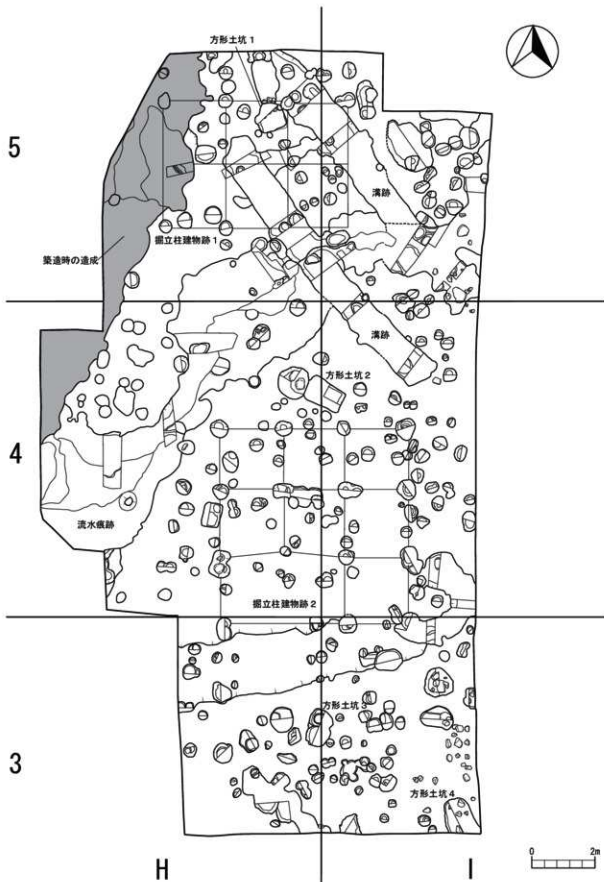 方形土坑 1
5
溝跡
築造時の造成
掘立柱建物跡 1
溝跡
方形土坑 2
4
流水痕跡
掘立柱建物跡 2
方形土坑 3
3
方形土坑 4
0 2m
H I